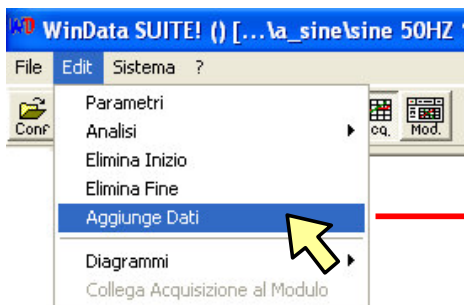 WinData SUITE! () [...\a_sine\sine 50HZ
File Edit Sistema ?
Conf
cq.
Mod.
Parametri
Analisi
Elimina Inizio
Elimina Fine
Aggiunge Dati
Diagrammi
Collega Acquisizione al Modulo